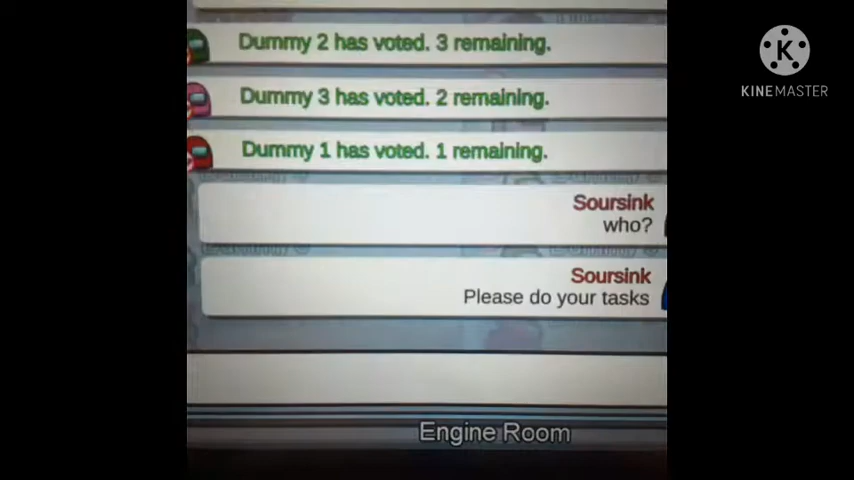 Dummy 2 has voted. 3 remaining.
Dummy 3 has voted. 2 remaining.
Dummy 1 has voted. 1 remaining.
Soursink
who?
Soursink
Please do your tasks
Engine Room
K
KINEMASTER